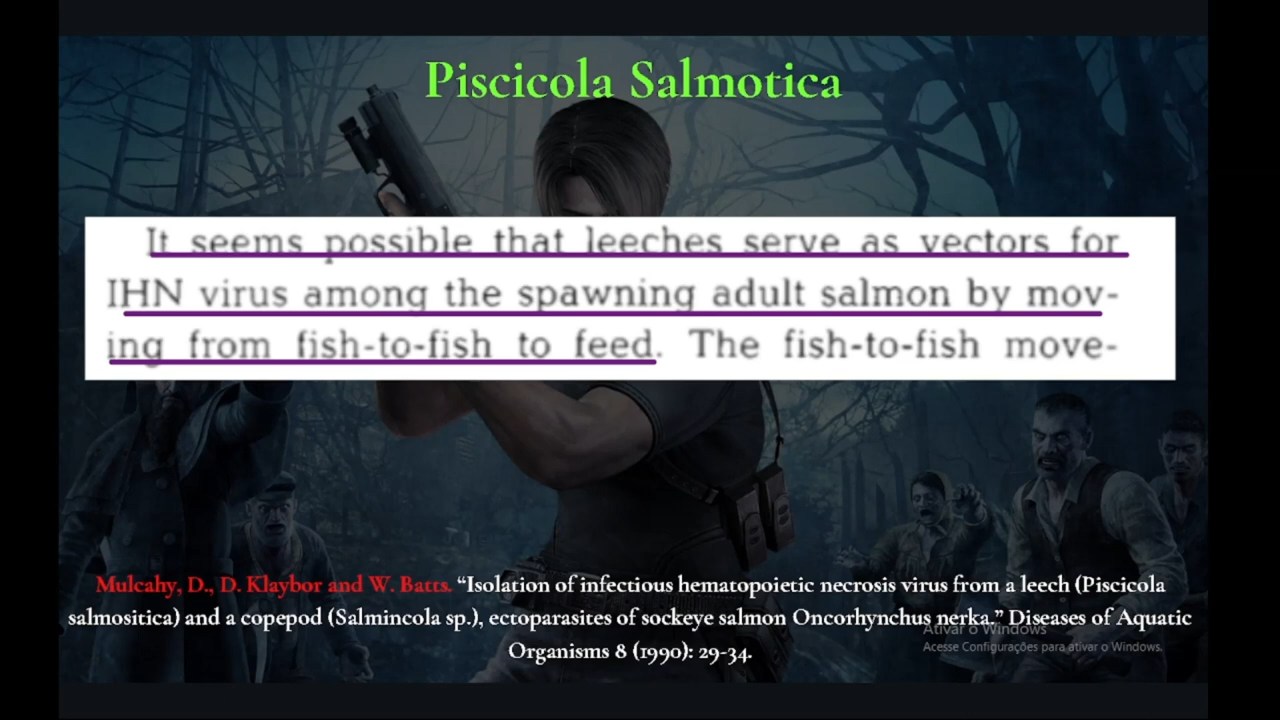 Piscicola Salmotica
It seems possible that leeches serve as vectors for
IHN virus among the spawning adult salmon by mov-
ing from fish-to-fish to feed. The fish-to-fish move-
Mulcahy, D., D. Klaybor and W. Batts. “Isolation of infectious hematopoietic necrosis virus from a leech (Piscicola
salmositica) and a copepod (Salmincola sp.), ectoparasites of sockeye salmon Oncorhynchus nerka.” Diseases of Aquatic
Organisms 8 (1990): 29-34.
Ativar o Windows
Acesse Configurações para ativar o Windows.